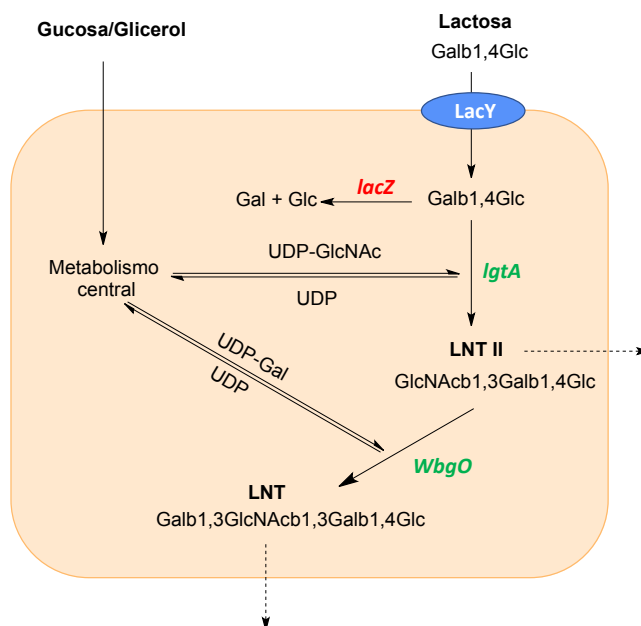 Gucosa/Glicerol
Lactosa
Galb1,4Glc
LacY
Gal + Glc
lacZ
Galb1,4Glc
UDP-GlcNAc
UDP
lgtA
Metabolismo
central
UDP-Gal
UDP
LNT II
GlcNAcb1,3Galb1,4Glc
WbgO
LNT
Galb1,3GlcNAcb1,3Galb1,4Glc